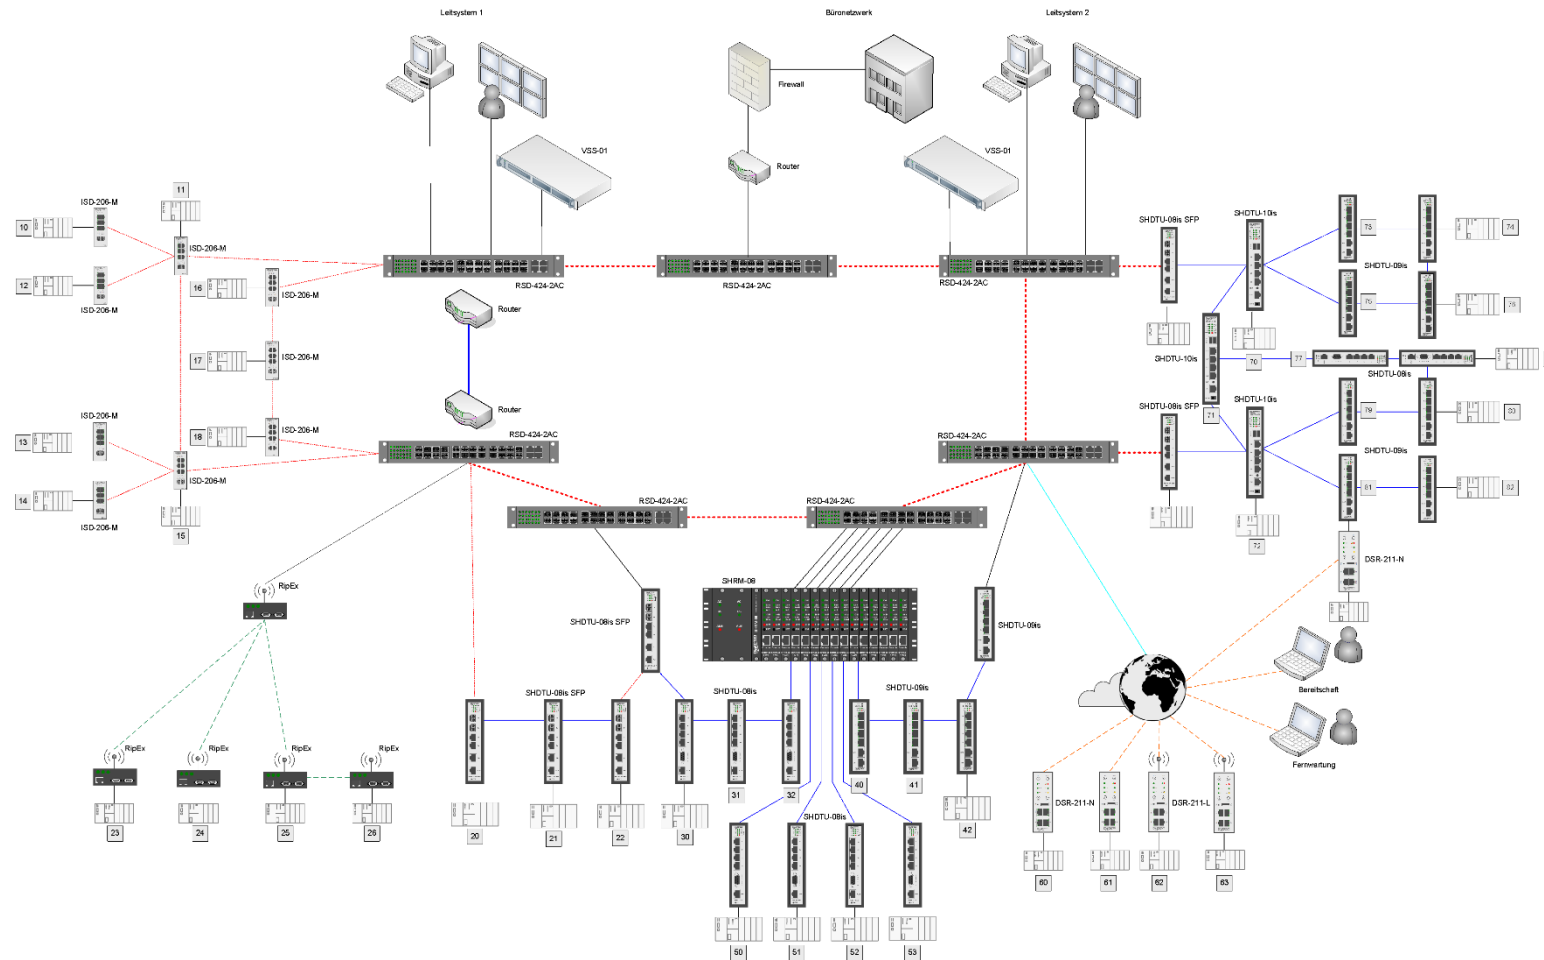 Leitsystem 1
Büronetzwerk
Leitsystem 2
Firewall
VSS-01
Router
VSS-01
11
ISD-206-M
10
ISD-206-M
12
ISD-206-M
16
ISD-206-M
RSD-424-2AC
RSD-424-2AC
RSD-424-2AC
SHDTU-08is SFP
SHDTU-10is
73
74
SHDTU-09is
75
76
Router
17
ISD-206-M
SHDTU-10is
70
77
SHDTU-08is
Router
ISD-206-M
13
18
ISD-206-M
ISD-206-M
14
ISD-206-M
15
RSD-424-2AC
RSD-424-2AC
SHDTU-08is SFP
71
SHDTU-10is
79
80
SHDTU-09is
81
82
72
RSD-424-2AC
RSD-424-2AC
DSR-211-N
RipEx
SHRM-08
SHDTU-08is SFP
SHDTU-09is
Bereitschaft
Fernwartung
SHDTU-08is SFP
SHDTU-08is
SHDTU-09is
RipEx
RipEx
RipEx
RipEx
23
24
25
26
20
21
22
30
31
32
40
41
42
SHDTU-08is
50
51
52
53
DSR-211-N
DSR-211-L
60
61
62
63